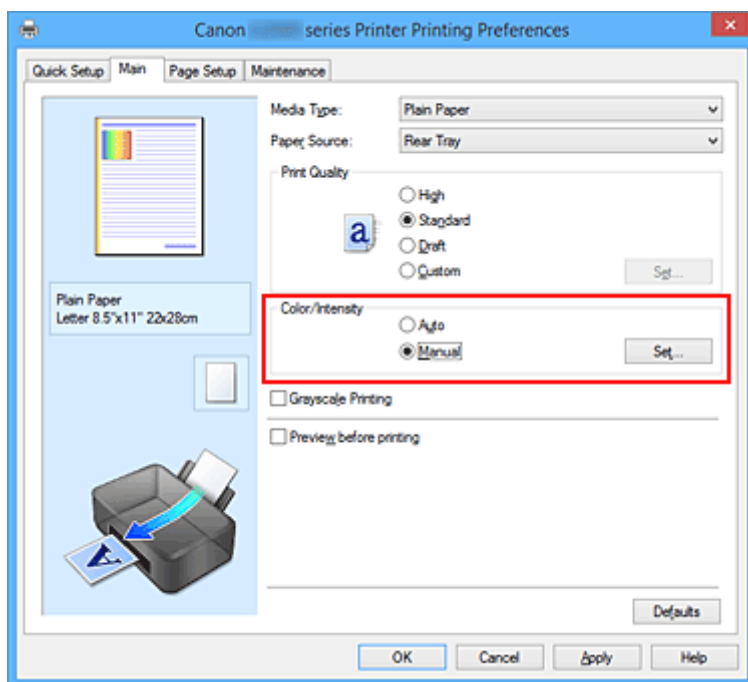 Canon series Printer Printing Preferences
Quick Setup Main Page Setup Maintenance
Media Type: Plain Paper
Paper Source: Rear Tray
Print Quality
High
Standard
Draft
Custom Set...
Plain Paper
Letter 8.5"x11" 22x28cm
Color/Intensity
Auto
Manual Set...
Grayscale Printing
Preview before printing
Defaults
OK Cancel Apply Help
a
A